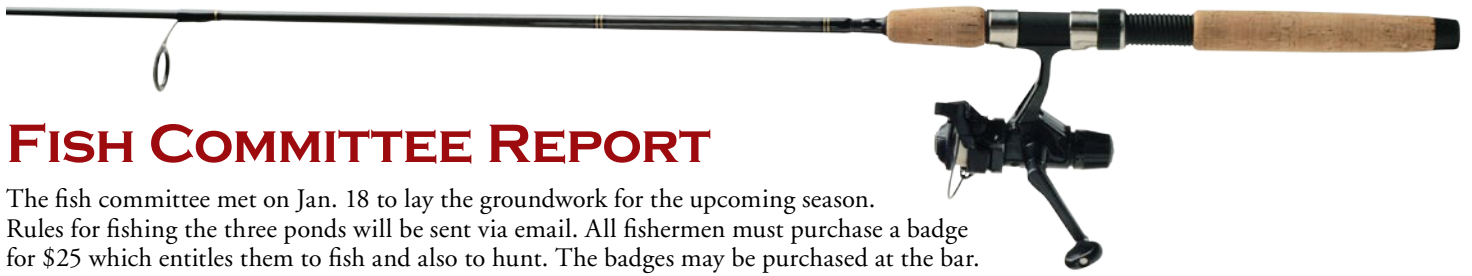 Fish Committee Report
The fish committee met on Jan. 18 to lay the groundwork for the upcoming season.
Rules for fishing the three ponds will be sent via email. All fishermen must purchase a badge
for $25 which entitles them to fish and also to hunt. The badges may be purchased at the bar.